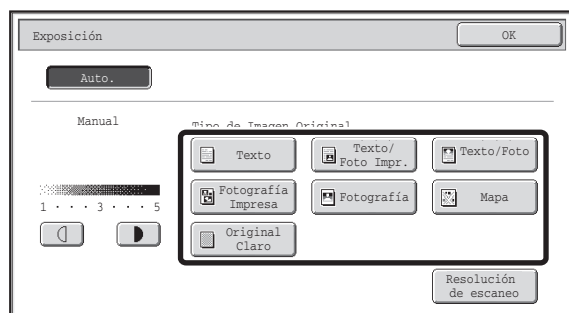 Exposición
OK
Auto.
Manual
Tipo de Imagen Original
Texto
Texto/
Foto Impr.
Texto/Foto
Fotografía
Impresa
Fotografía
Mapa
Original
Claro
1 · · · 3 · · · 5
Resolución
de escaneo